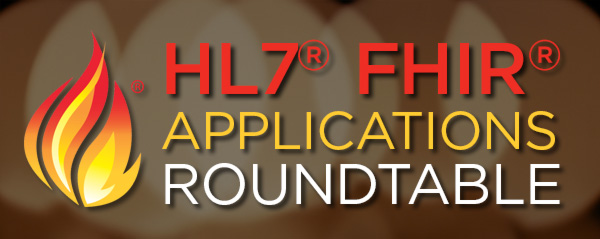 HL7® FHIR®
APPLICATIONS
ROUNDTABLE
®